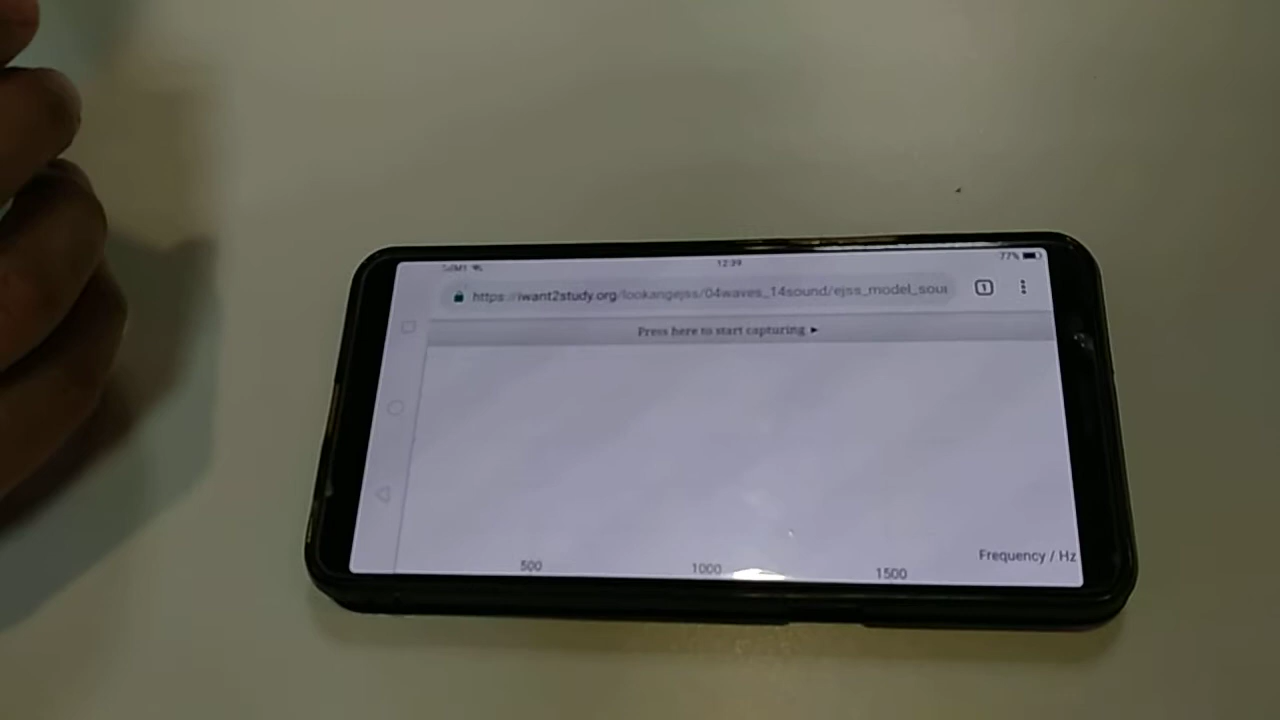 12:39
77%
https://iwant2study.org/lookangejss/04waves_14sound/ejss_model_soun
1
Press here to start capturing ►
Frequency / Hz
500 1000 1500